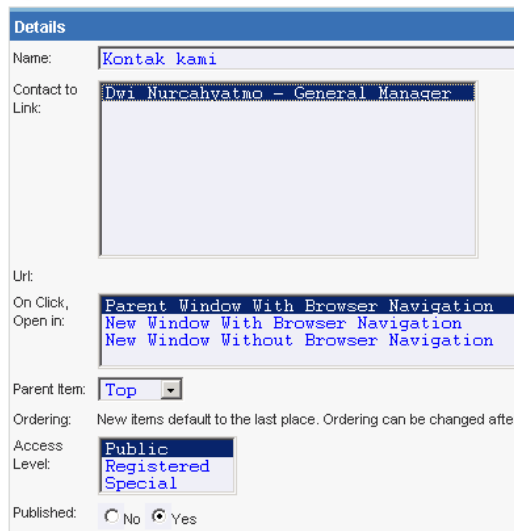 Details
Name: Kontak kami
Contact to Link: Dwi Nurcahyatmo - General Manager
Url:
On Click, Open in: Parent Window With Browser Navigation
New Window With Browser Navigation
New Window Without Browser Navigation
Parent Item: Top
Ordering: New items default to the last place. Ordering can be changed afte
Access Level: Public
Registered
Special
Published: No Yes